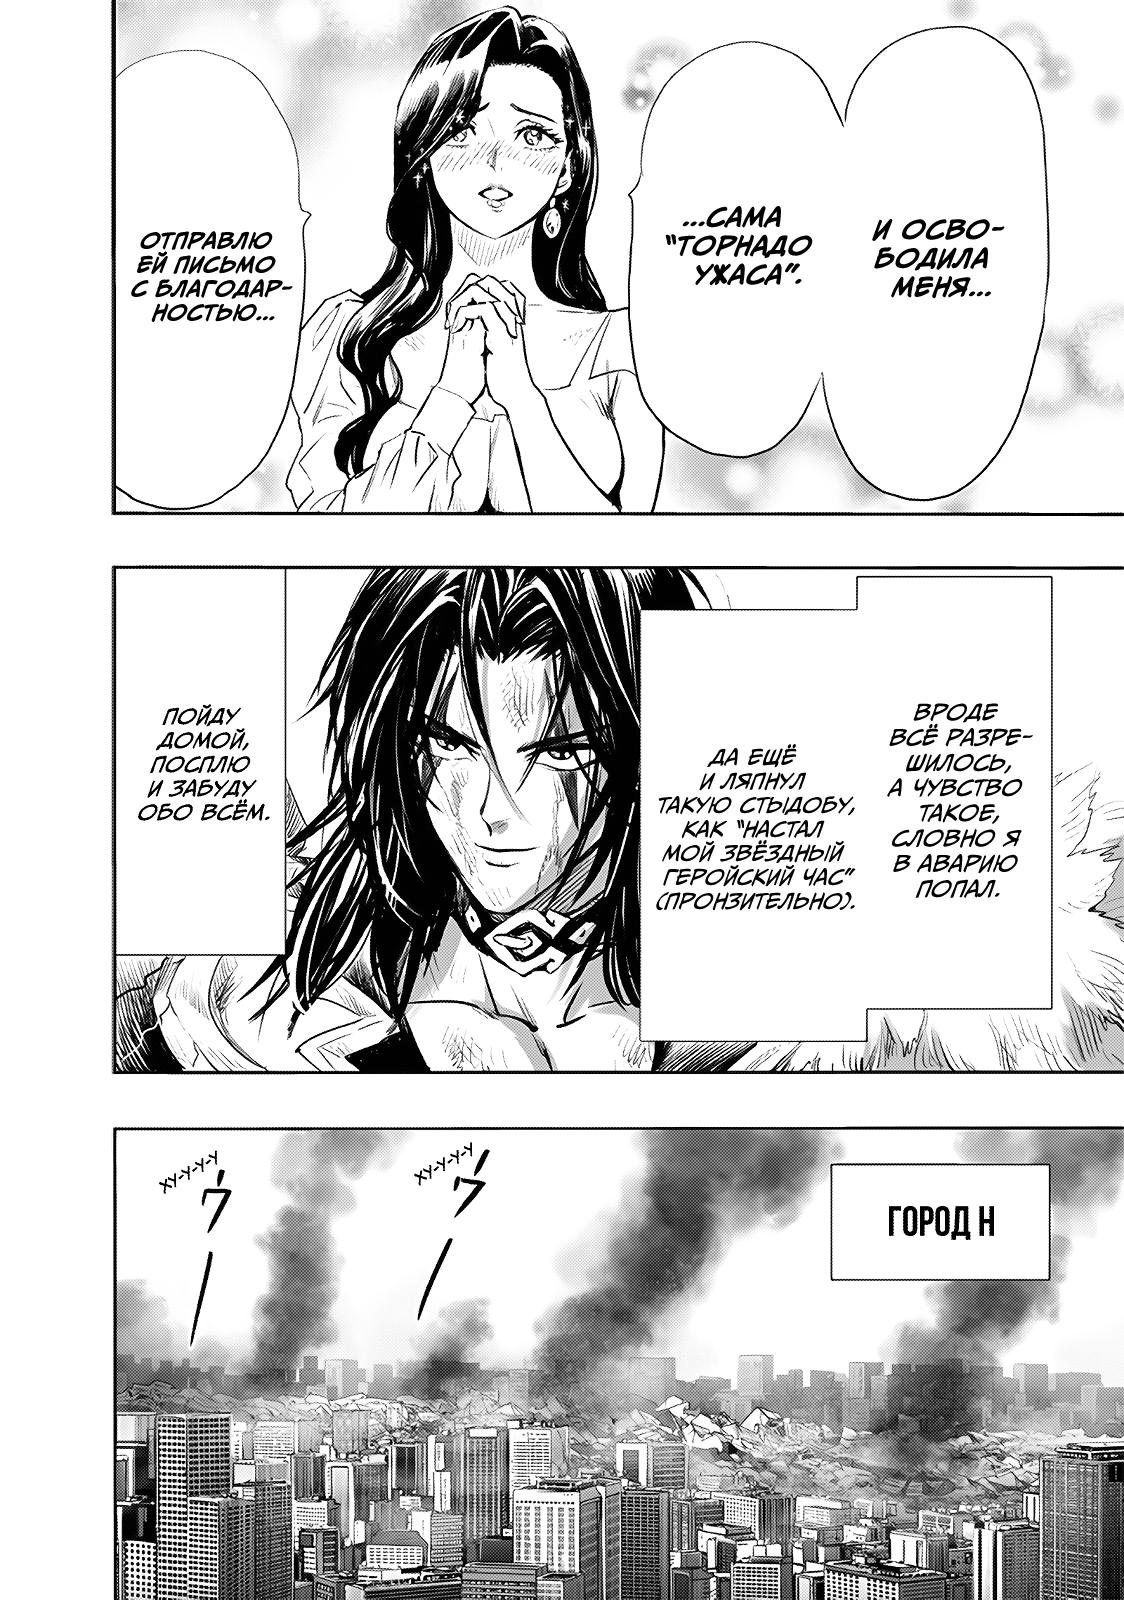 И ОСВО-
БОДИЛА
МЕНЯ...
...САМА
"ТОРНАДО
УЖАСА".
ОТПРАВЛЮ
ЕЙ ПИСЬМО
С БЛАГОДАР-
НОСТЬЮ...
ВРОДЕ
ВСЁ РАЗРЕ-
ШИЛОСЬ,
А ЧУВСТВО
ТАКОЕ,
СЛОВНО Я
В АВАРИЮ
ПОПАЛ.
ДА ЕЩЁ
И ЛЯПНУЛ
ТАКУЮ СТЫДОБУ,
КАК "НАСТАЛ
МОЙ ЗВЁЗДНЫЙ
ГЕРОЙСКИЙ ЧАС"
(ПРОНЗИТЕЛЬНО).
ПОЙДУ
ДОМОЙ,
ПОСПЛЮ
И ЗАБУДУ
ОБО ВСЁМ.
ГОРОД Н
ХУ-У-У-У
ウー
ХУ-У-У-У
ウー